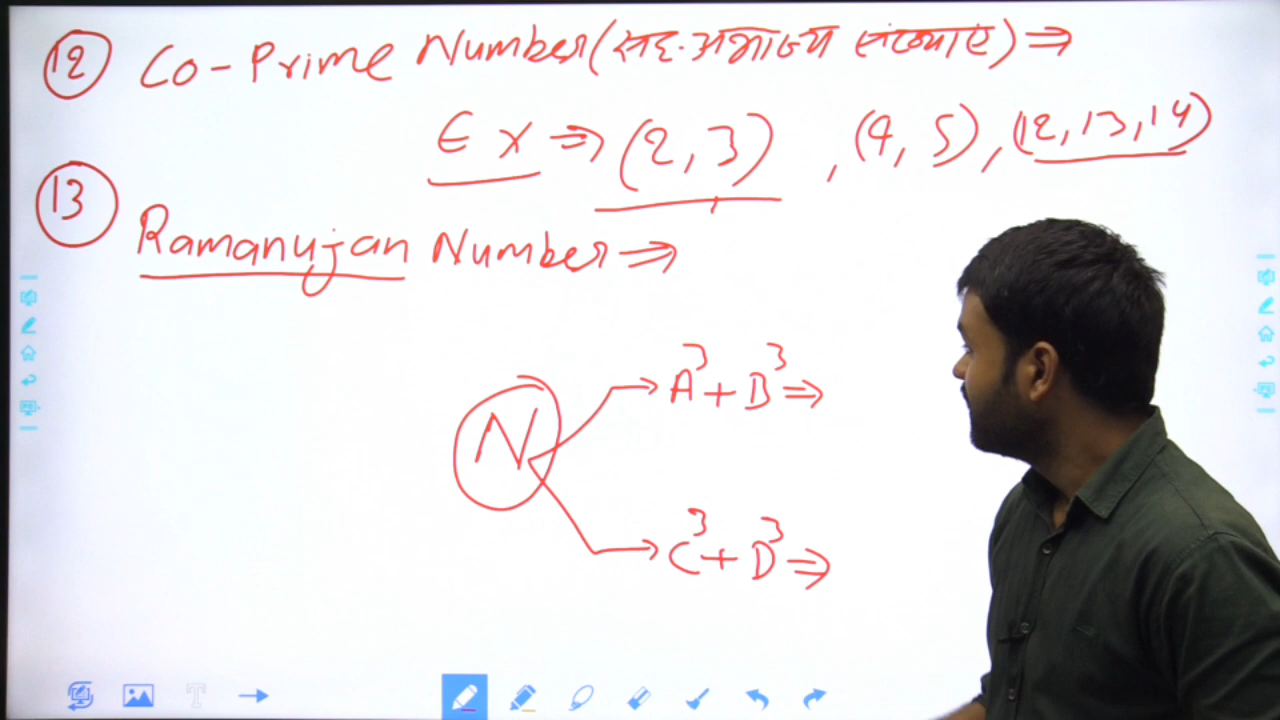 12 Co-Prime Number (सह-अभाज्य संख्याएं) ⇒
Ex ⇒ (2,3), (4,5), (12,13,14)
13 Ramanujan Number ⇒
N
A³+B³ ⇒
C³+D³ ⇒